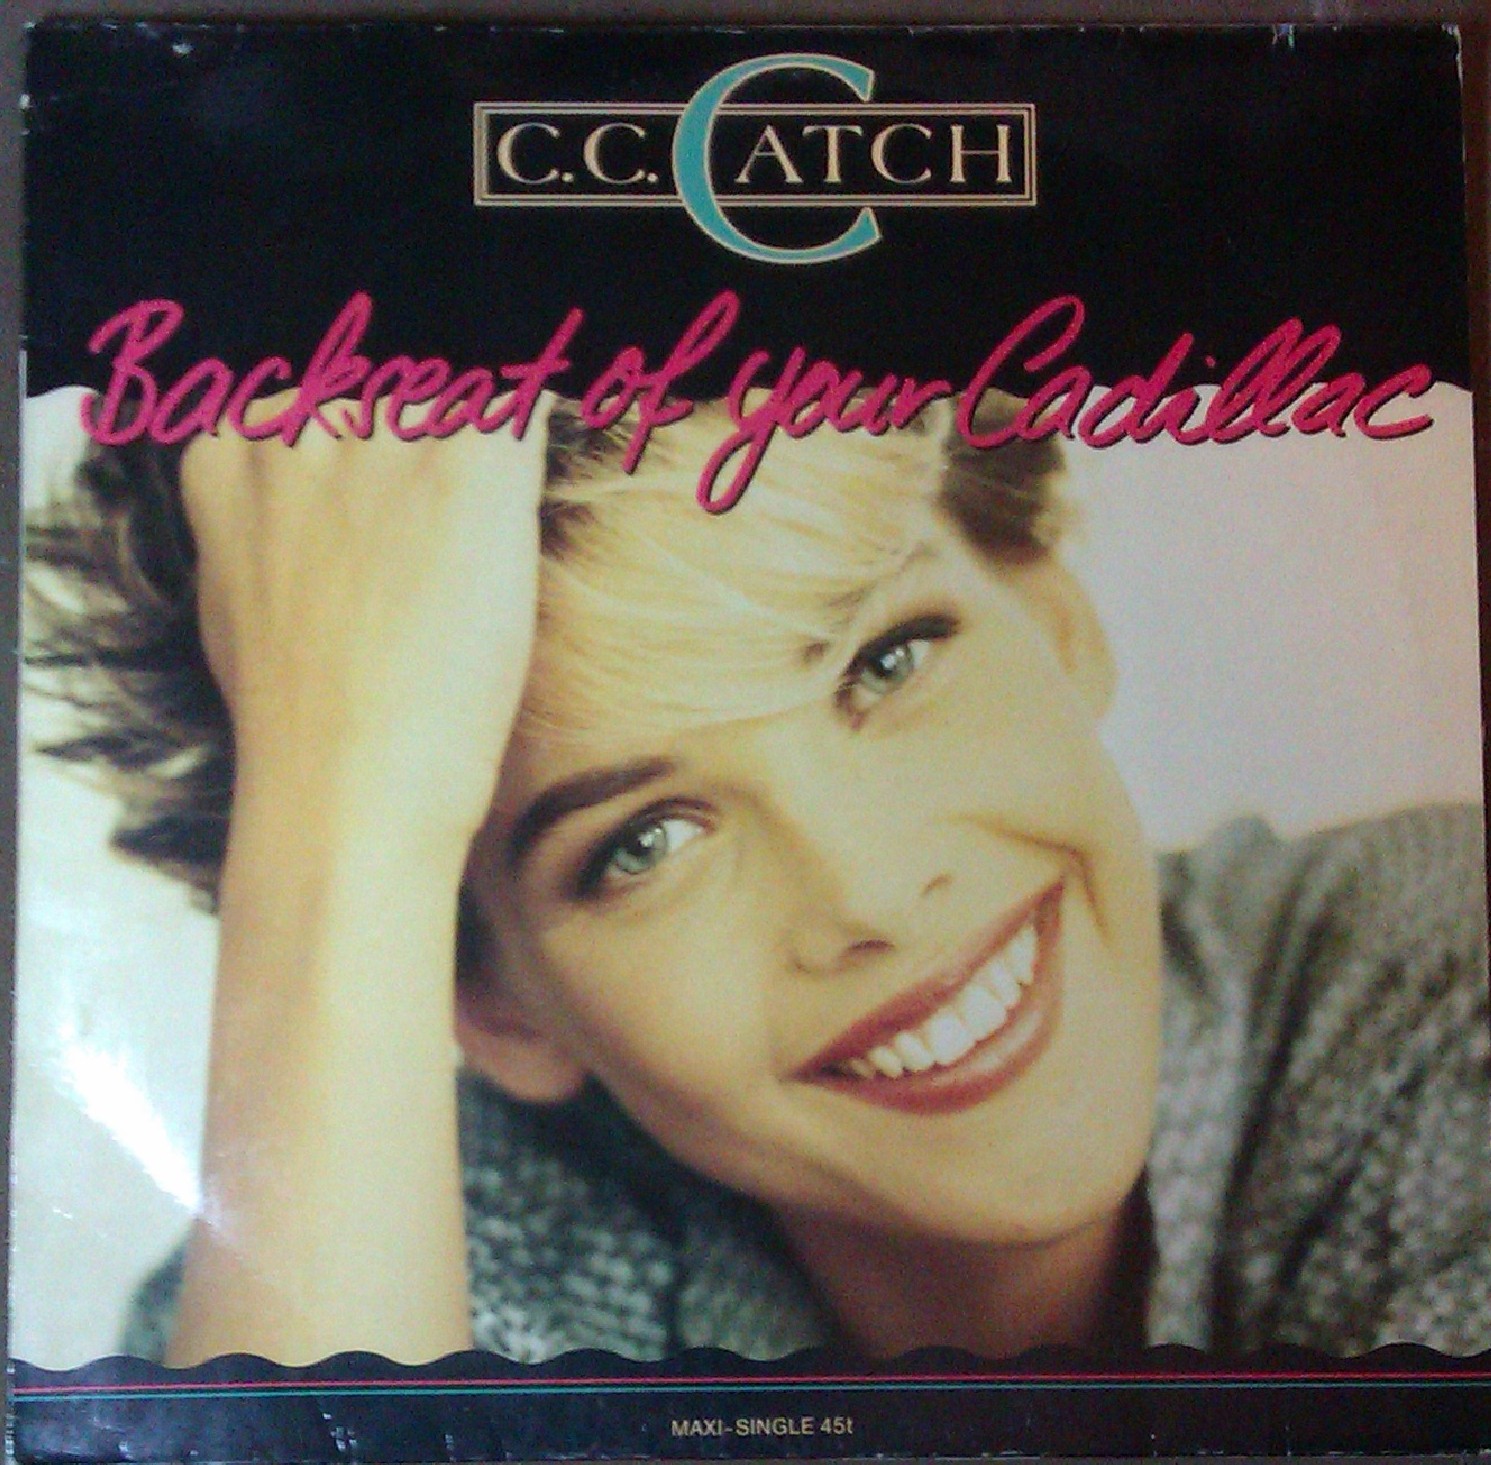 C.C. CATCH
Backseat of your Cadillac
MAXI-SINGLE 45t